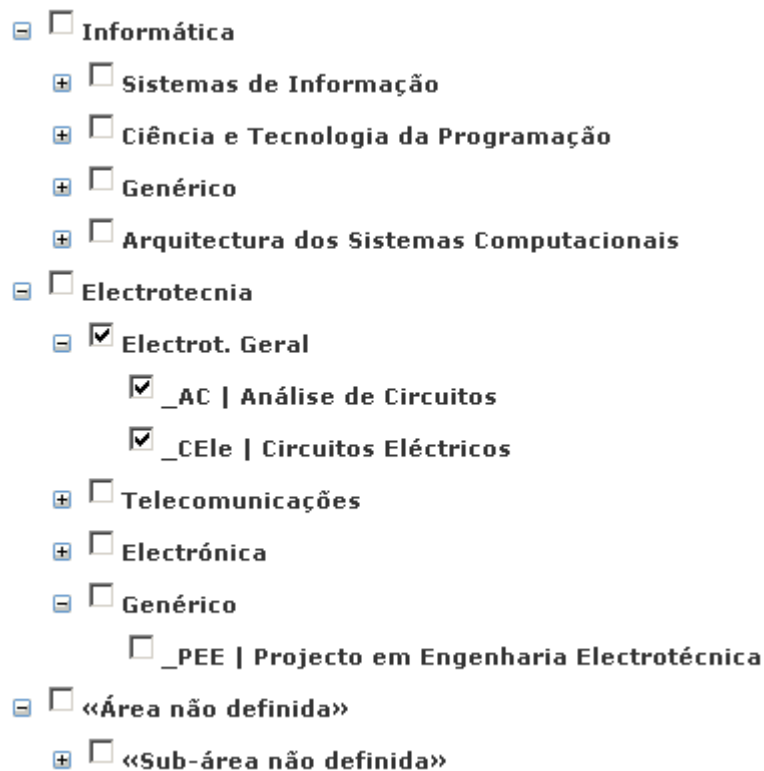 Informática
Sistemas de Informação
Ciência e Tecnologia da Programação
Genérico
Arquitectura dos Sistemas Computacionais
Electrotecnia
Electrot. Geral
_AC | Análise de Circuitos
_CEle | Circuitos Eléctricos
Telecomunicações
Electrónica
Genérico
_PEE | Projecto em Engenharia Electrotécnica
«Área não definida»
«Sub-área não definida»